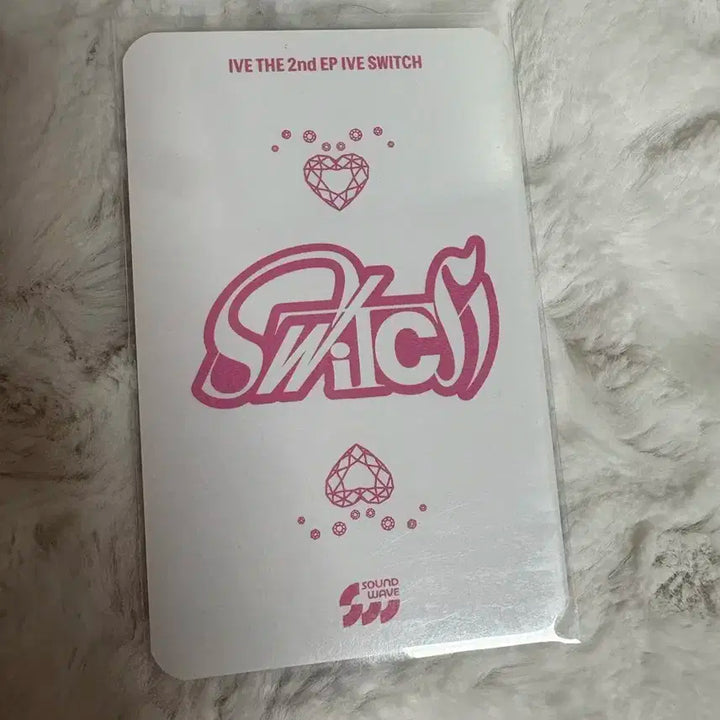 IVE THE 2nd EP IVE SWITCH
SWiTCH
SOUND
WAVE